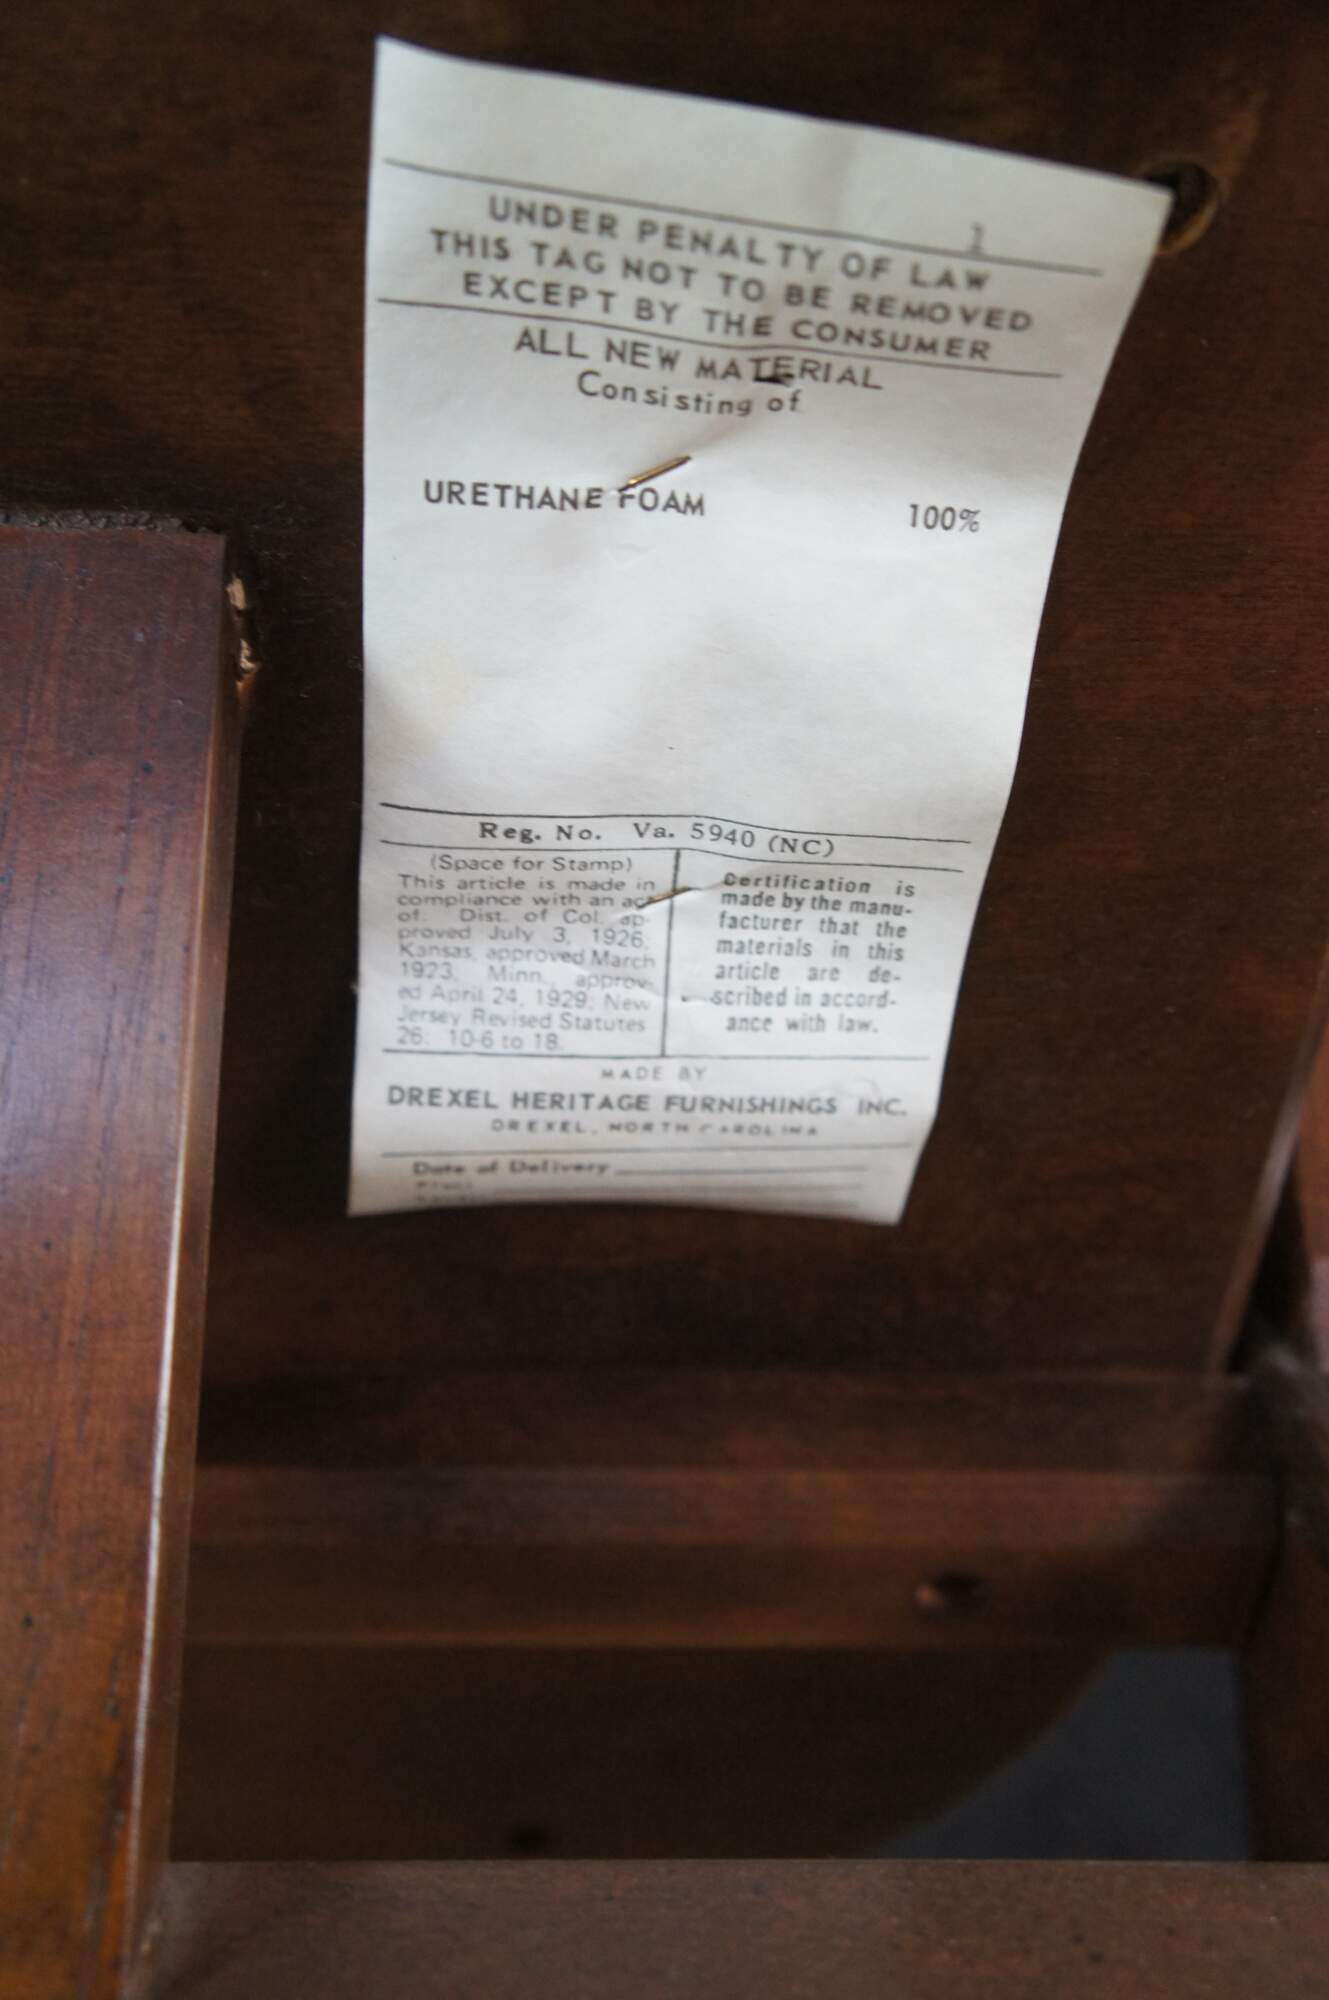 1
UNDER PENALTY OF LAW
THIS TAG NOT TO BE REMOVED
EXCEPT BY THE CONSUMER
ALL NEW MATERIAL
Consisting of
URETHANE FOAM 100%
Reg. No. Va. 5940 (NC)
(Space for Stamp)
This article is made in
compliance with an act
of: Dist. of Col. ap-
proved July 3, 1926,
Kansas, approved March
1923, Minn., approv-
ed April 24, 1929; New
Jersey Revised Statutes
26: 10-6 to 18.
Certification is
made by the manu-
facturer that the
materials in this
article are de-
scribed in accord-
ance with law.
MADE BY
DREXEL HERITAGE FURNISHINGS INC.
DREXEL, NORTH CAROLINA
Date of Delivery